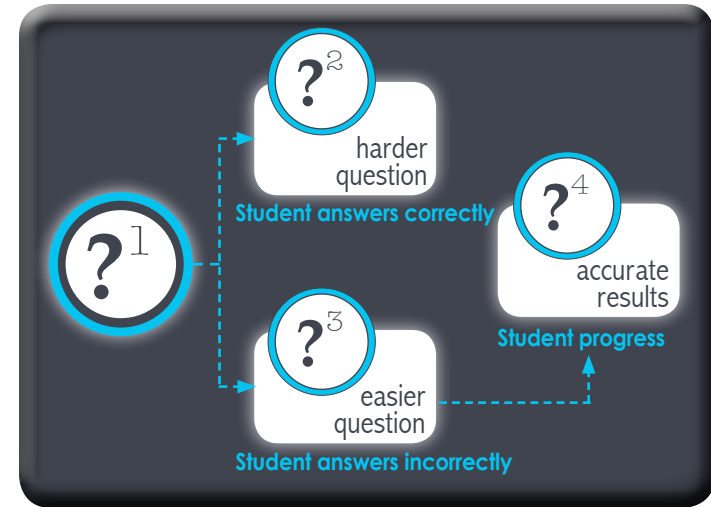 ?1
?2
harder
question
Student answers correctly
?3
easier
question
Student answers incorrectly
?4
accurate
results
Student progress